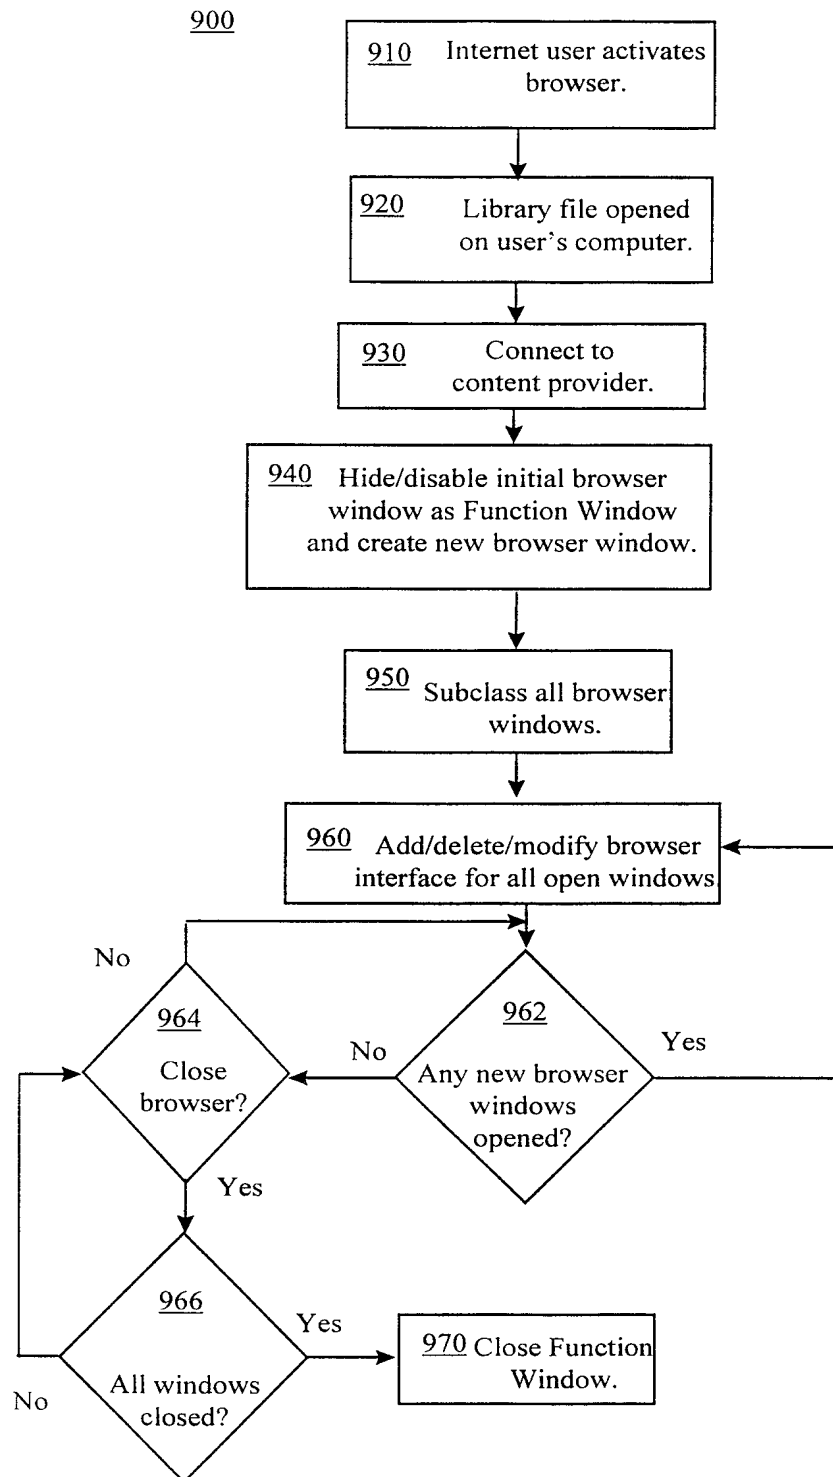 900
910 Internet user activates
browser.
920 Library file opened
on user's computer.
930 Connect to
content provider.
940 Hide/disable initial browser
window as Function Window
and create new browser window.
950 Subclass all browser
windows.
960 Add/delete/modify browser
interface for all open windows
No
964
Close
browser?
No
962
Any new browser
windows
opened?
Yes
Yes
966
All windows
closed?
No
Yes
970 Close Function
Window.